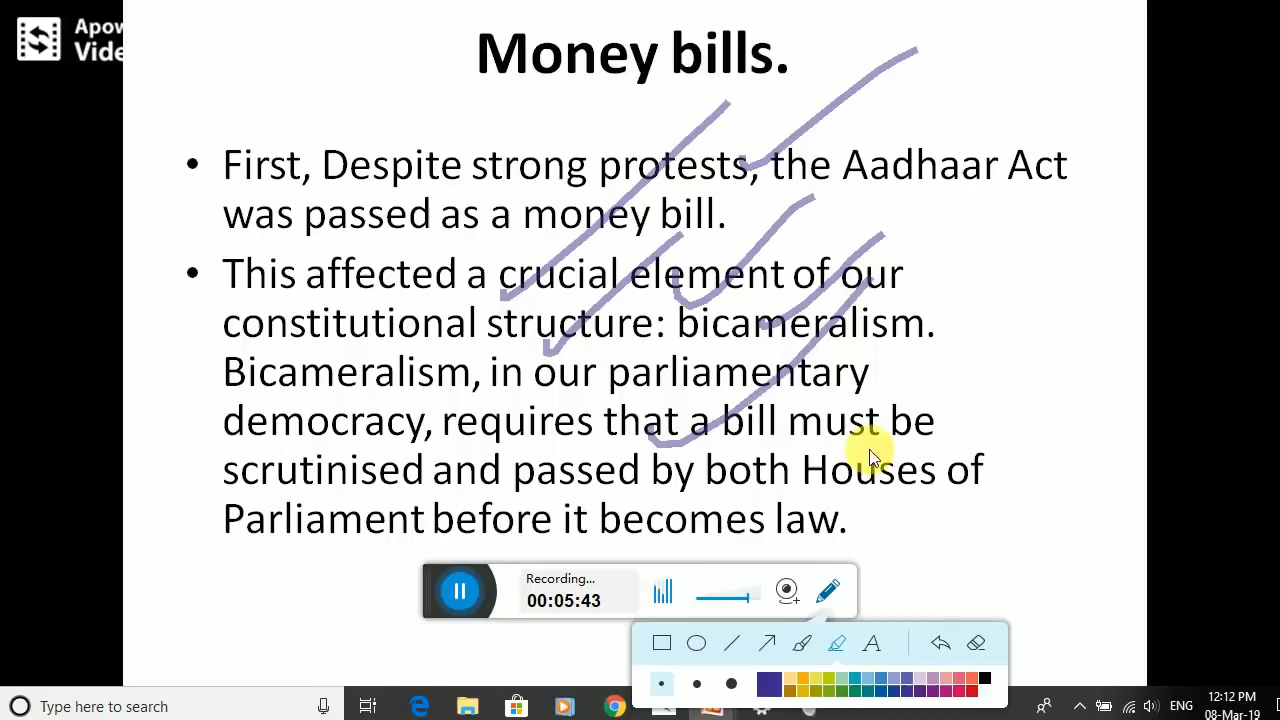 Apow
Vide
Money bills.
• First, Despite strong protests, the Aadhaar Act
was passed as a money bill.
• This affected a crucial element of our
constitutional structure: bicameralism.
Bicameralism, in our parliamentary
democracy, requires that a bill must be
scrutinised and passed by both Houses of
Parliament before it becomes law.
Recording...
00:05:43
A
Type here to search
ENG
12:12 PM
08-Mar-19